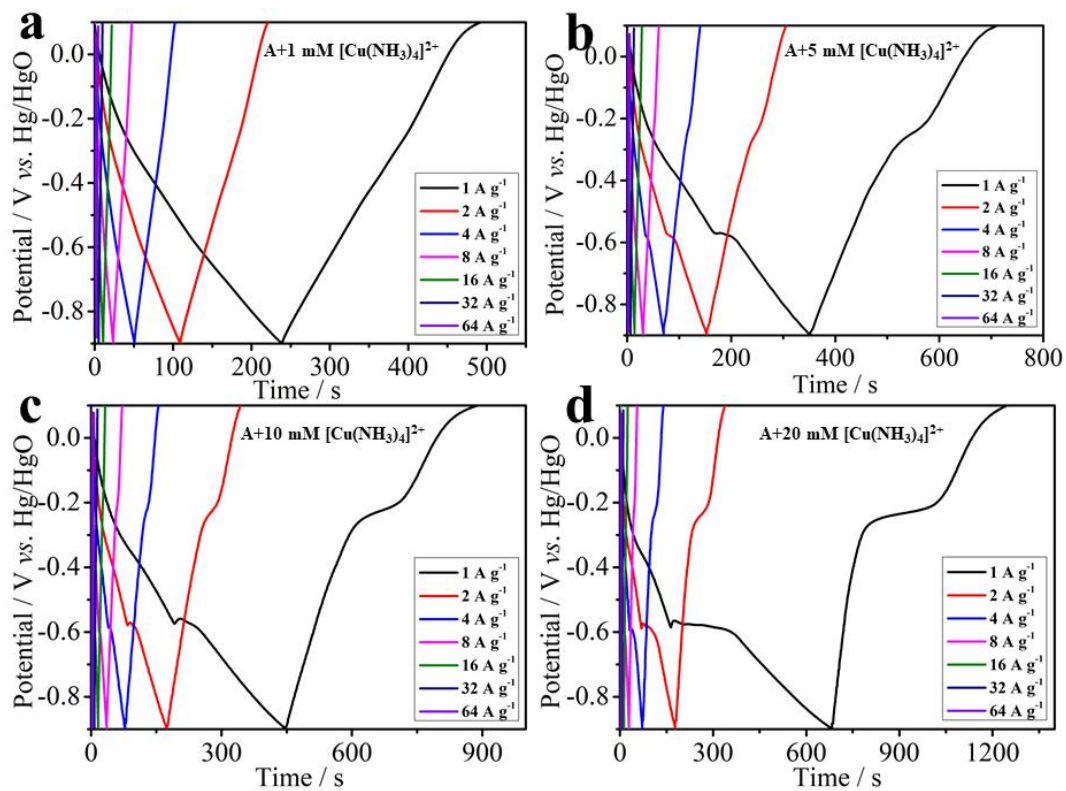 a
A+1 mM [Cu(NH₃)₄]²⁺
Potential / V vs. Hg/HgO
0.0
-0.2
-0.4
-0.6
-0.8
1 A g⁻¹
2 A g⁻¹
4 A g⁻¹
8 A g⁻¹
16 A g⁻¹
32 A g⁻¹
64 A g⁻¹
0 100 200 300 400 500
Time / s
b
A+5 mM [Cu(NH₃)₄]²⁺
Potential / V vs. Hg/HgO
0.0
-0.2
-0.4
-0.6
-0.8
1 A g⁻¹
2 A g⁻¹
4 A g⁻¹
8 A g⁻¹
16 A g⁻¹
32 A g⁻¹
64 A g⁻¹
0 200 400 600 800
Time / s
c
A+10 mM [Cu(NH₃)₄]²⁺
Potential / V vs. Hg/HgO
0.0
-0.2
-0.4
-0.6
-0.8
1 A g⁻¹
2 A g⁻¹
4 A g⁻¹
8 A g⁻¹
16 A g⁻¹
32 A g⁻¹
64 A g⁻¹
0 300 600 900
Time / s
d
A+20 mM [Cu(NH₃)₄]²⁺
Potential / V vs. Hg/HgO
0.0
-0.2
-0.4
-0.6
-0.8
1 A g⁻¹
2 A g⁻¹
4 A g⁻¹
8 A g⁻¹
16 A g⁻¹
32 A g⁻¹
64 A g⁻¹
0 300 600 900 1200
Time / s